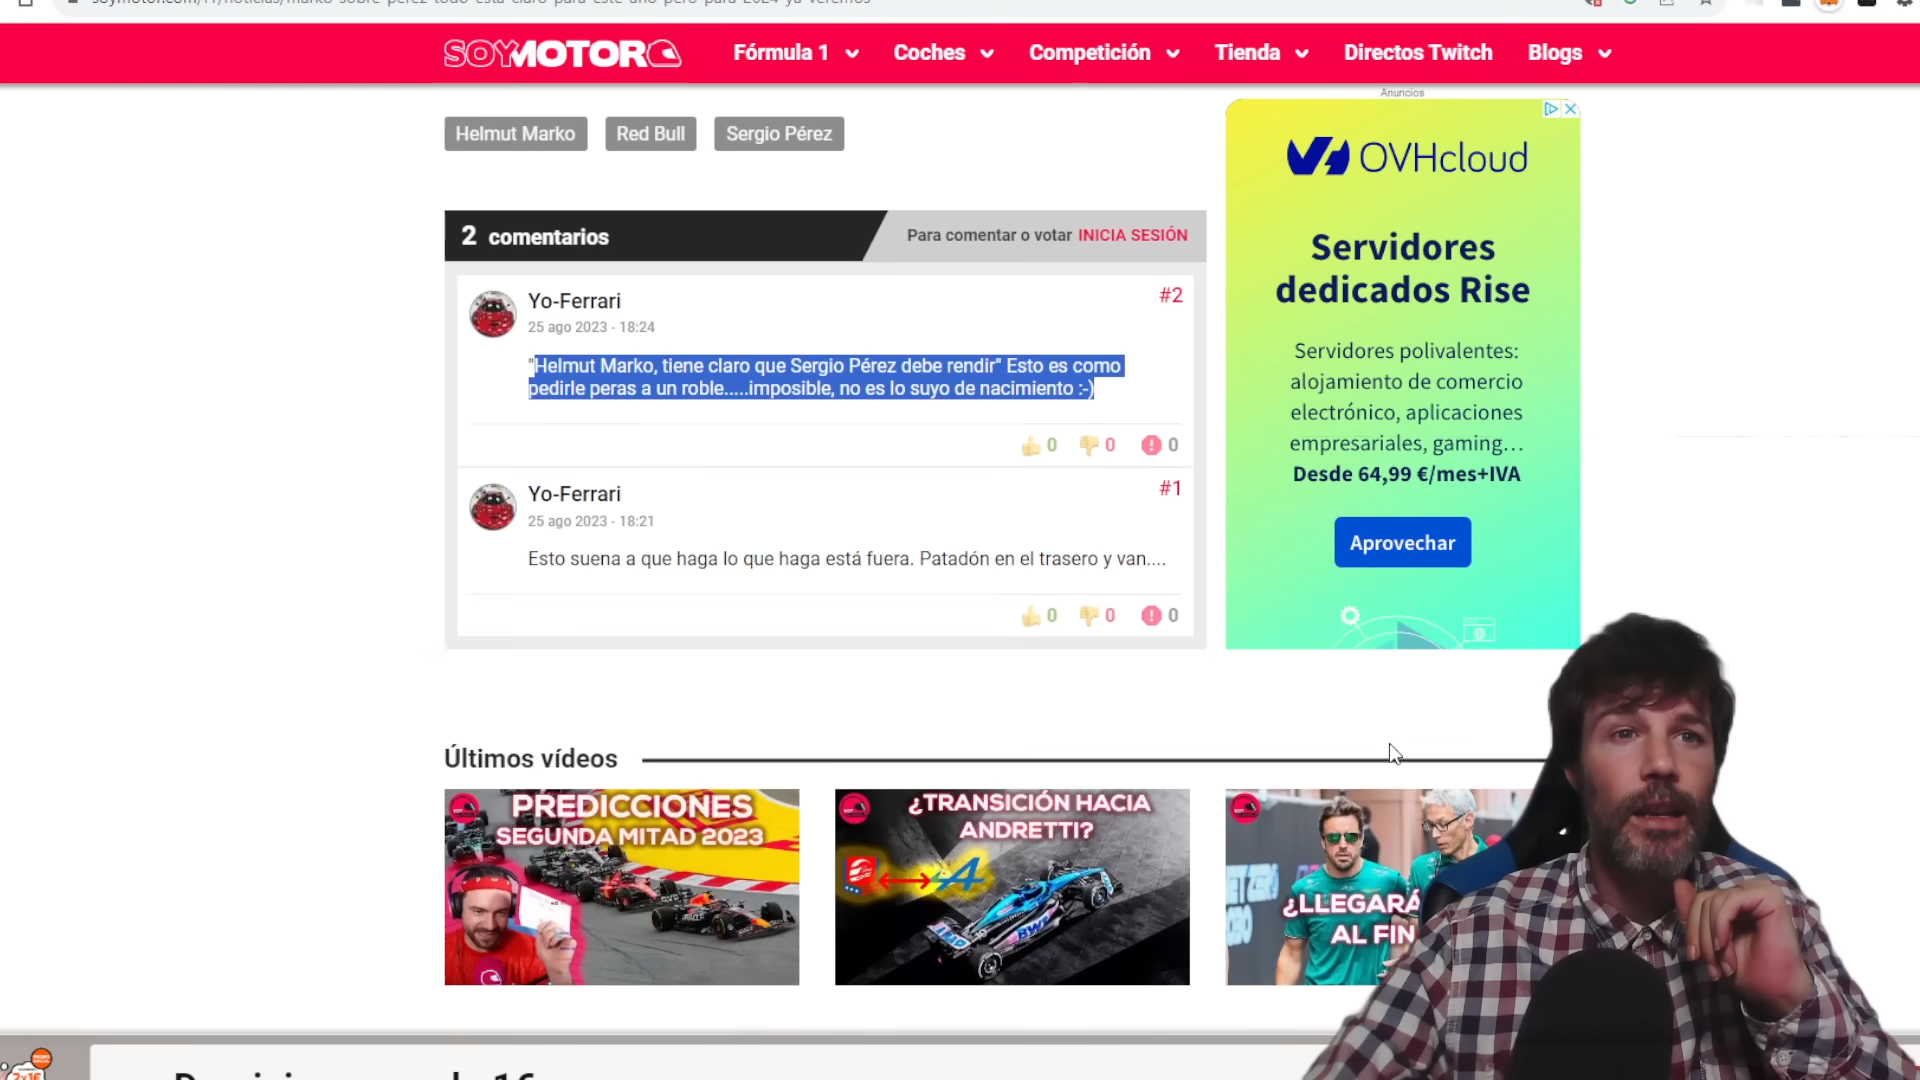 SOYMOTOR
Fórmula 1
Coches
Competición
Tienda
Directos Twitch
Blogs
Anuncios
Helmut Marko
Red Bull
Sergio Pérez
2 comentarios
Para comentar o votar INICIA SESIÓN
Yo-Ferrari
#2
25 ago 2023 - 18:24
"Helmut Marko, tiene claro que Sergio Pérez debe rendir" Esto es como
pedirle peras a un roble.....imposible, no es lo suyo de nacimiento :-)
0 0 0
Yo-Ferrari
#1
25 ago 2023 - 18:21
Esto suena a que haga lo que haga está fuera. Patadón en el trasero y van....
0 0 0
OVHcloud
Servidores
dedicados Rise
Servidores polivalentes:
alojamiento de comercio
electrónico, aplicaciones
empresariales, gaming...
Desde 64,99 €/mes+IVA
Aprovechar
Últimos vídeos
PREDICCIONES
SEGUNDA MITAD 2023
¿TRANSICIÓN HACIA
ANDRETTI?
BWT
¿LLEGARÁ
AL FIN